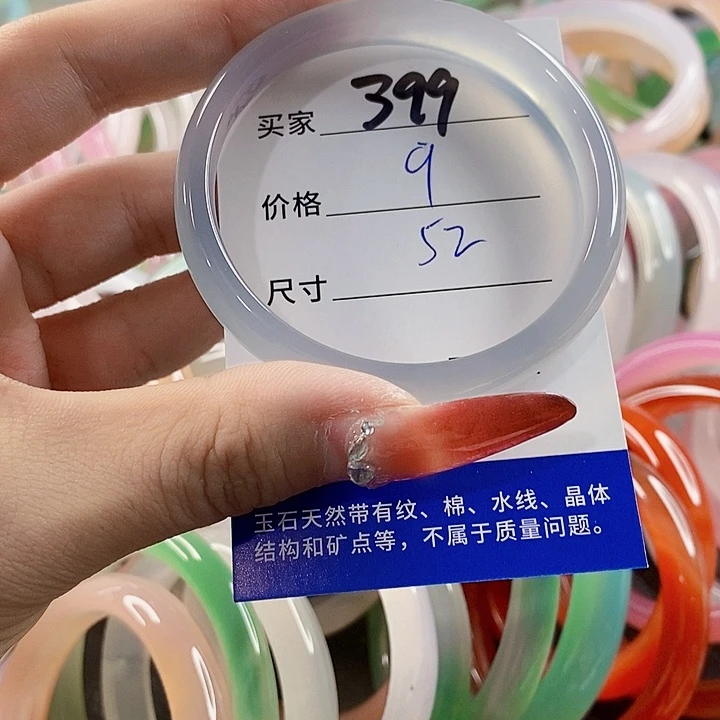 买家 399
价格 9
尺寸 52
玉石天然带有纹、棉、水线、晶体
结构和矿点等，不属于质量问题。